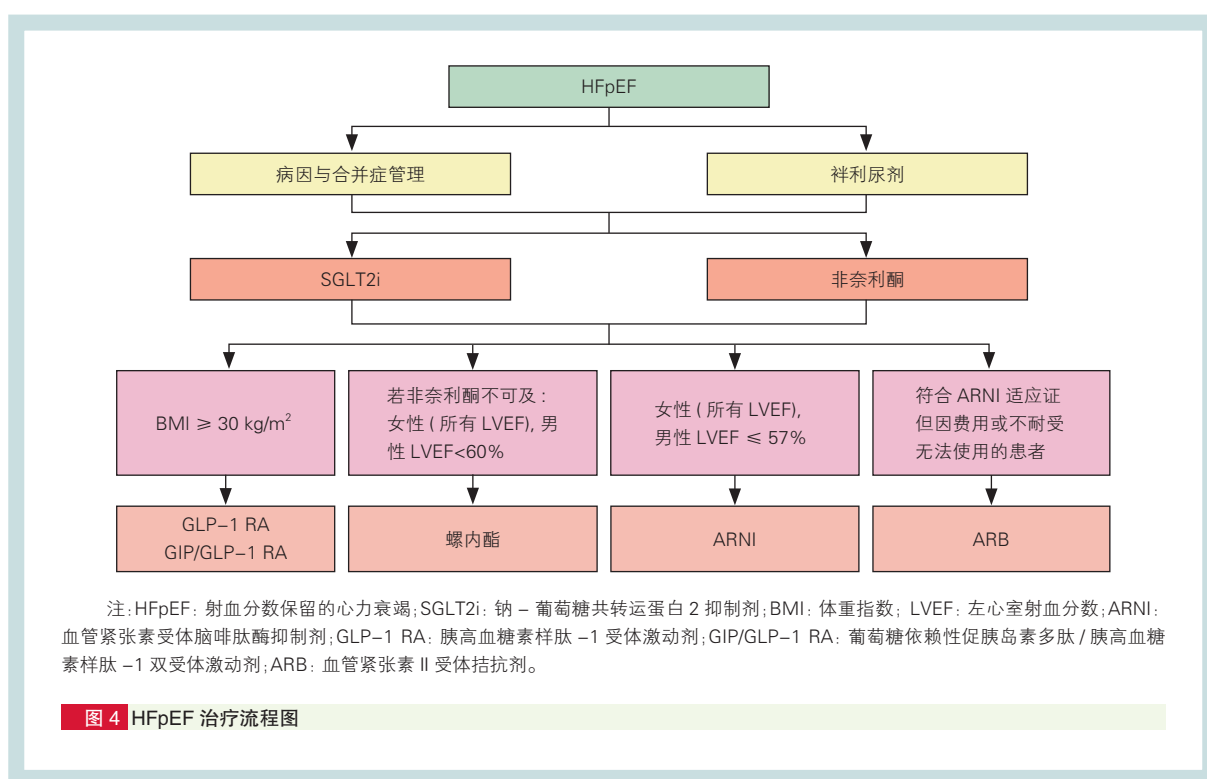 HFpEF
病因与合并症管理
袢利尿剂
SGLT2i
非奈利酮
BMI ≥ 30 kg/m²
若非奈利酮不可及:
女性 ( 所有 LVEF), 男
性 LVEF<60%
女性 ( 所有 LVEF),
男性 LVEF ≤ 57%
符合 ARNI 适应证
但因费用或不耐受
无法使用的患者
GLP–1 RA
GIP/GLP–1 RA
螺内酯
ARNI
ARB
注:HFpEF: 射血分数保留的心力衰竭;SGLT2i: 钠 – 葡萄糖共转运蛋白 2 抑制剂;BMI: 体重指数; LVEF: 左心室射血分数;ARNI:
血管紧张素受体脑啡肽酶抑制剂;GLP–1 RA: 胰高血糖素样肽 –1 受体激动剂;GIP/GLP–1 RA: 葡萄糖依赖性促胰岛素多肽 / 胰高血糖
素样肽 –1 双受体激动剂;ARB: 血管紧张素 II 受体拮抗剂。
图 4 HFpEF 治疗流程图